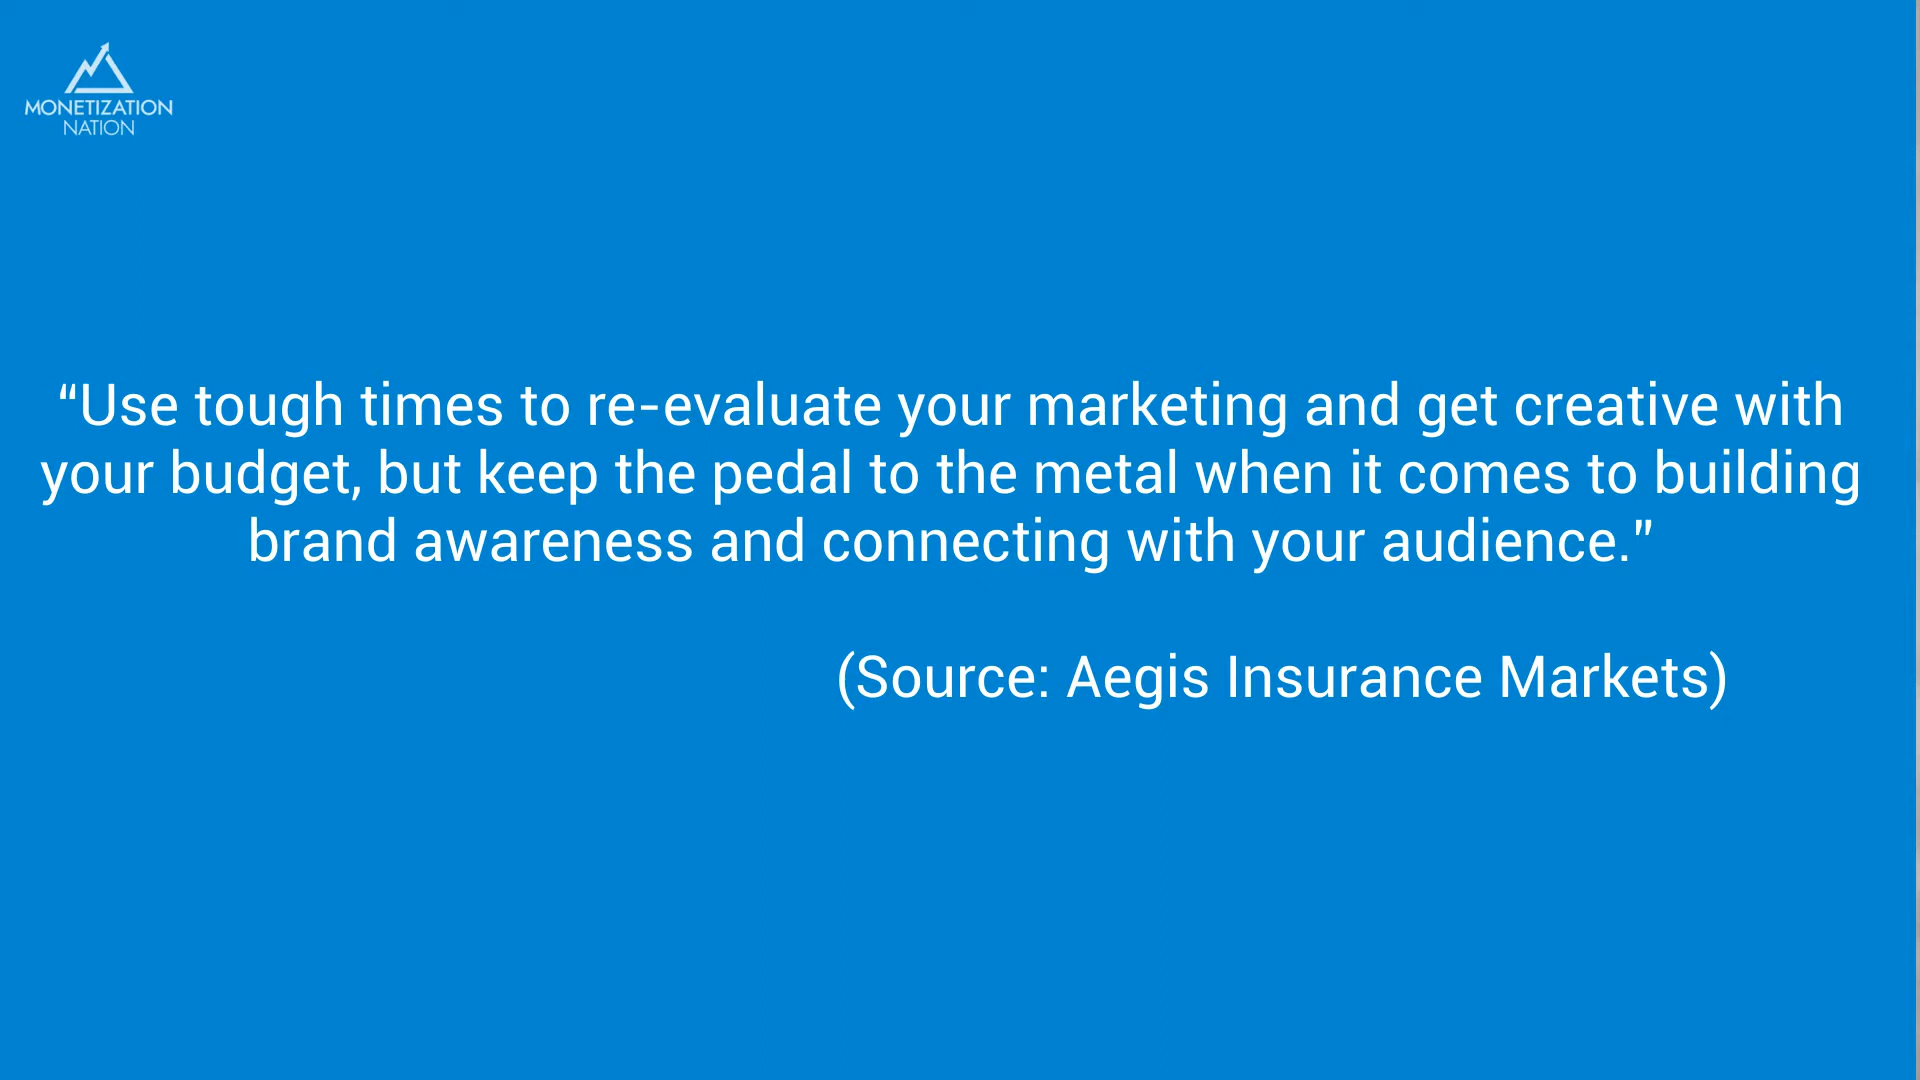 MONETIZATION
NATION
“Use tough times to re-evaluate your marketing and get creative with
your budget, but keep the pedal to the metal when it comes to building
brand awareness and connecting with your audience.”
(Source: Aegis Insurance Markets)